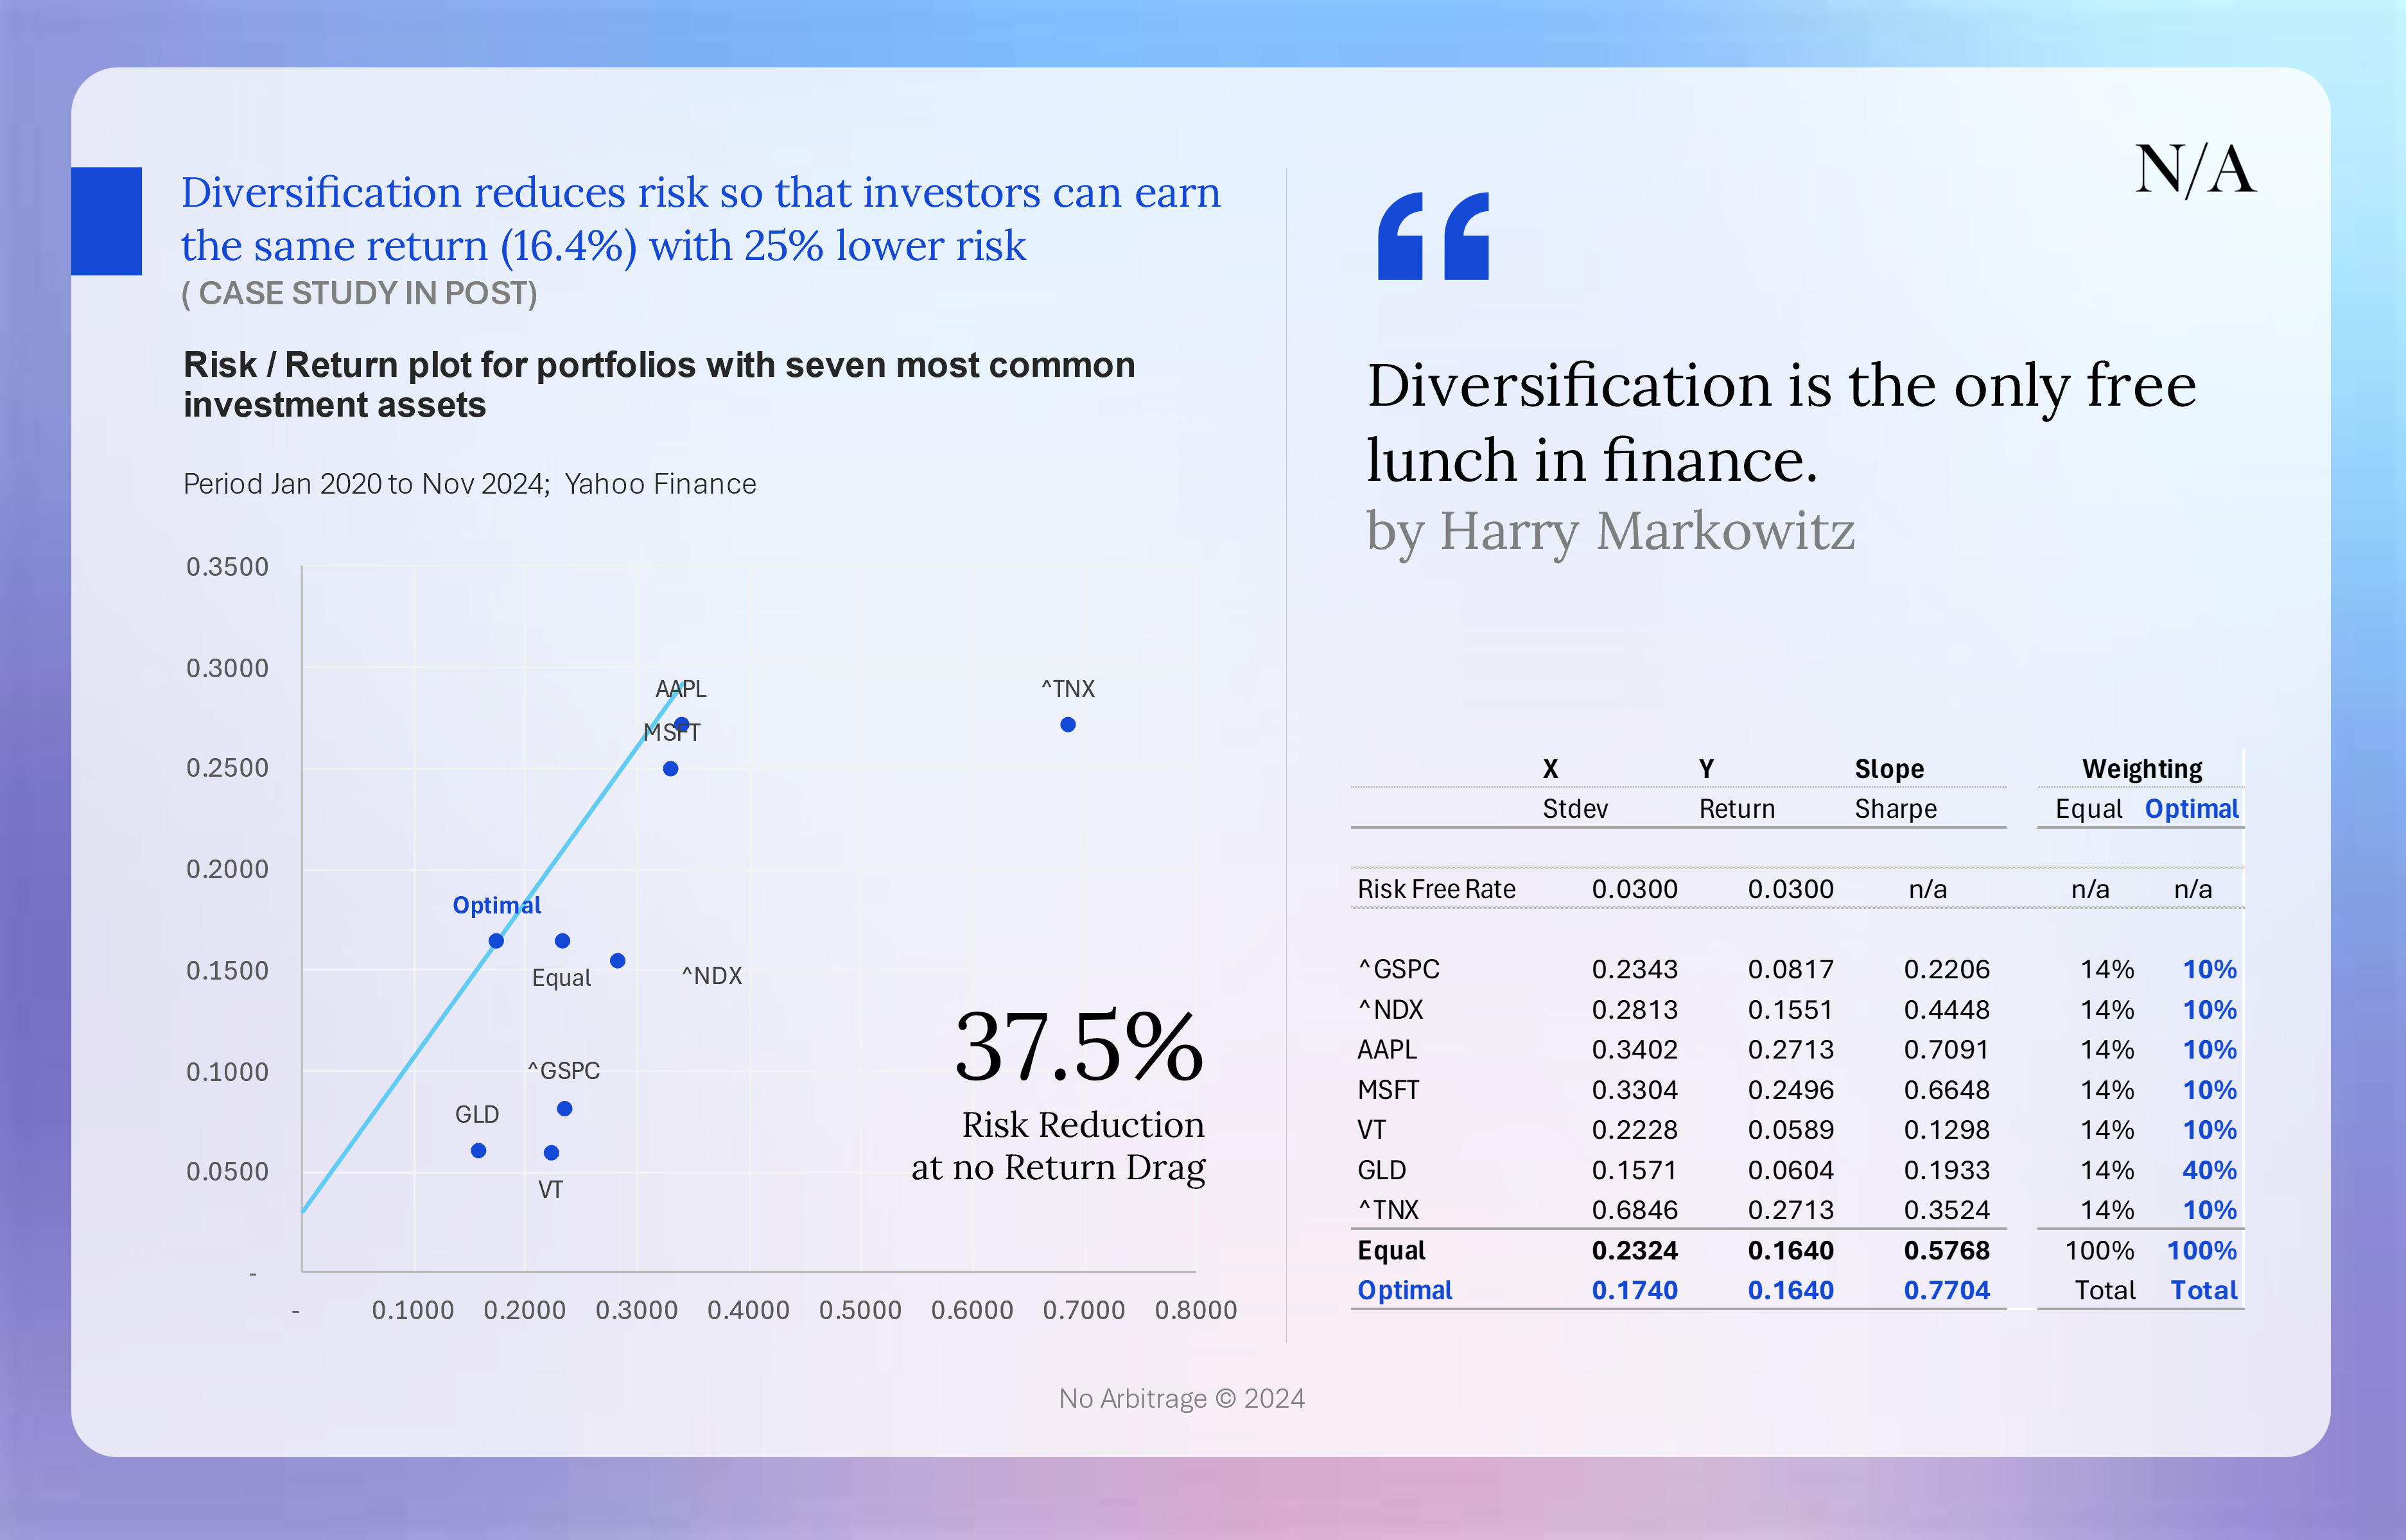 Diversification reduces risk so that investors can earn
the same return (16.4%) with 25% lower risk
( CASE STUDY IN POST)
Risk / Return plot for portfolios with seven most common
investment assets
Period Jan 2020 to Nov 2024;  Yahoo Finance
0.3500
0.3000
0.2500
0.2000
0.1500
0.1000
0.0500
-
AAPL
^TNX
MSFT
Optimal
Equal
^NDX
^GSPC
GLD
VT
37.5%
Risk Reduction
at no Return Drag
- 0.1000 0.2000 0.3000 0.4000 0.5000 0.6000 0.7000 0.8000
N/A
“
Diversification is the only free
lunch in finance.
by Harry Markowitz
X Y Slope Weighting
Stdev Return Sharpe Equal Optimal
Risk Free Rate 0.0300 0.0300 n/a n/a n/a
^GSPC 0.2343 0.0817 0.2206 14% 10%
^NDX 0.2813 0.1551 0.4448 14% 10%
AAPL 0.3402 0.2713 0.7091 14% 10%
MSFT 0.3304 0.2496 0.6648 14% 10%
VT 0.2228 0.0589 0.1298 14% 10%
GLD 0.1571 0.0604 0.1933 14% 40%
^TNX 0.6846 0.2713 0.3524 14% 10%
Equal 0.2324 0.1640 0.5768 100% 100%
Optimal 0.1740 0.1640 0.7704 Total Total
No Arbitrage © 2024